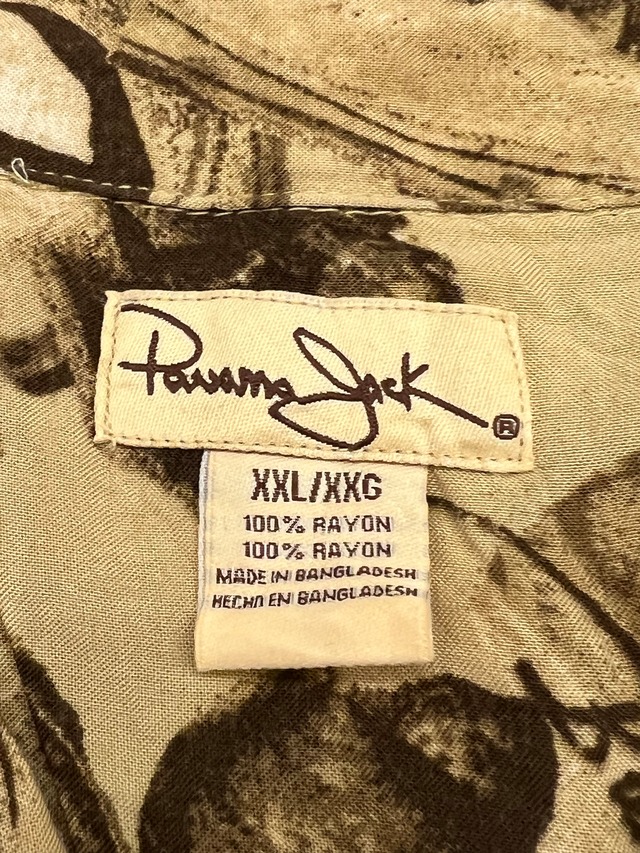 Panama Jack ®
XXL/XXG
100% RAYON
100% RAYON
MADE IN BANGLADESH
HECHO EN BANGLADESH